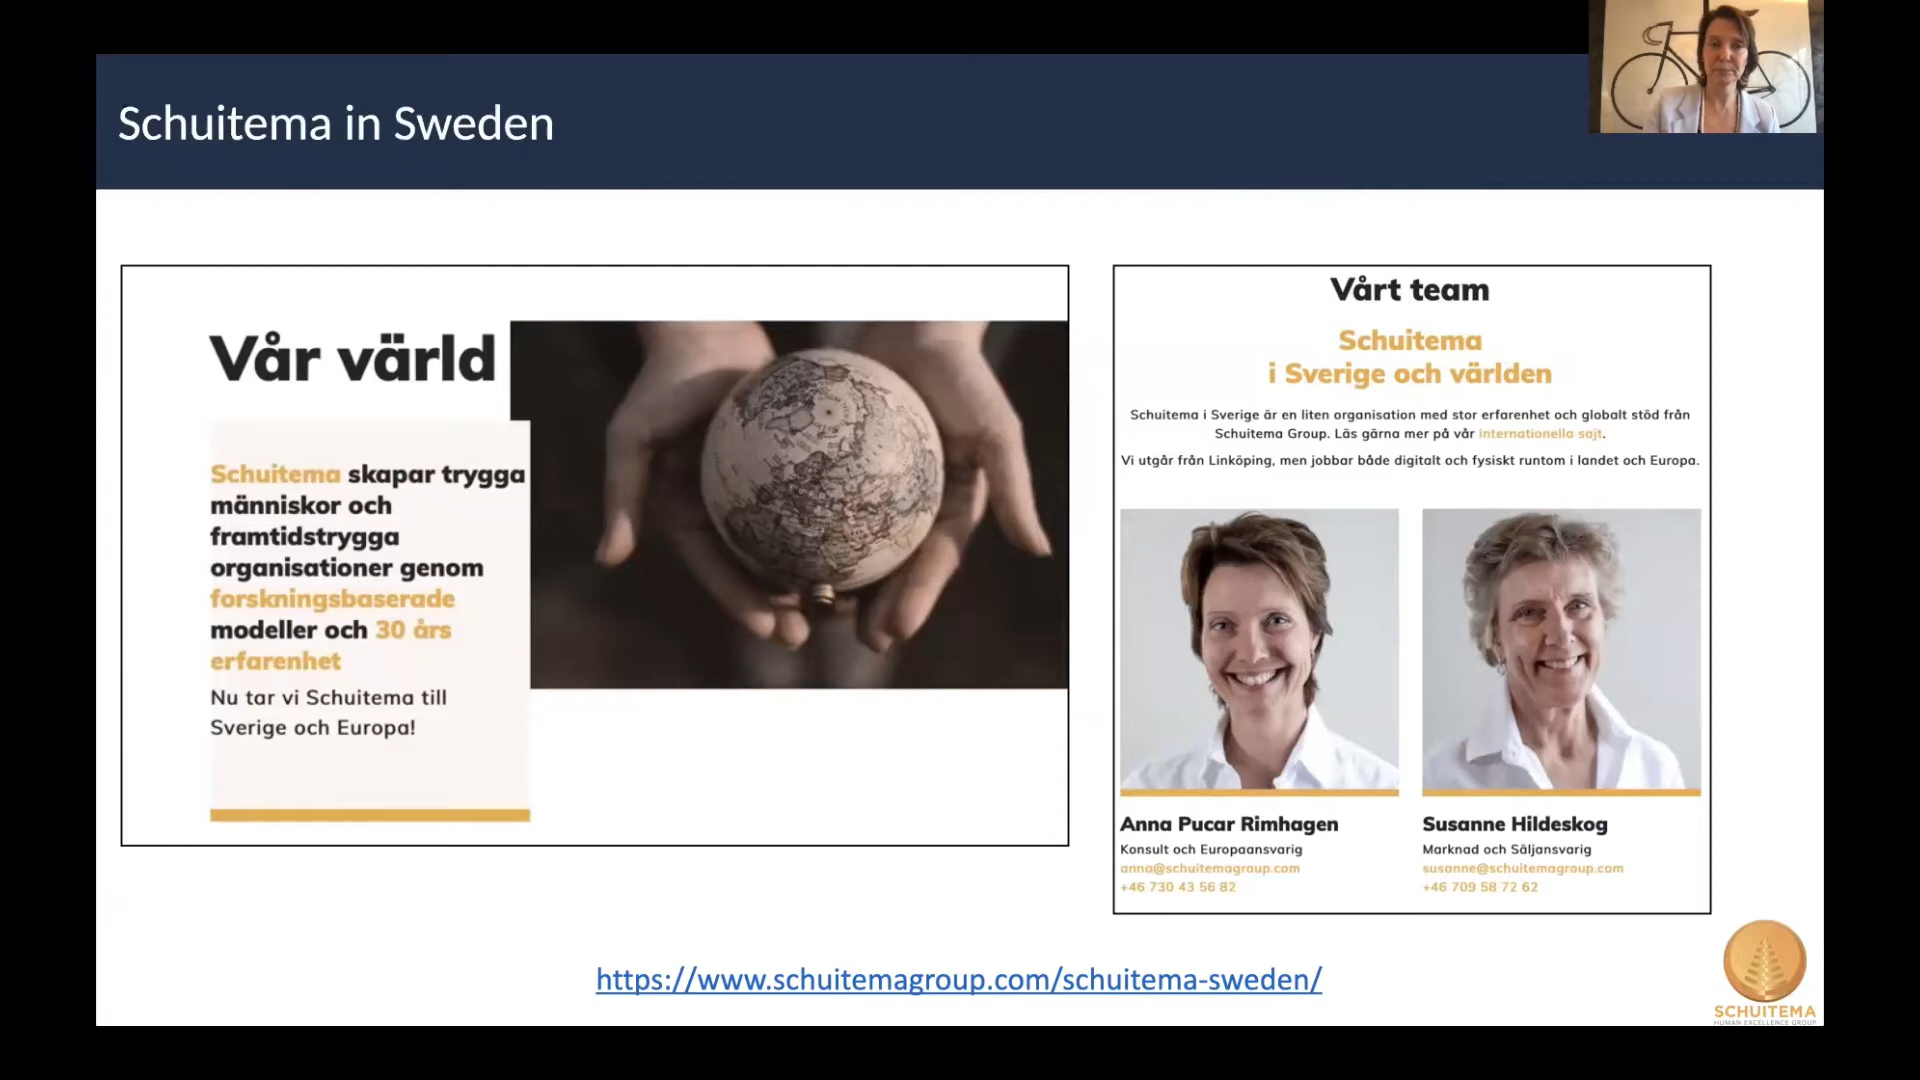 Schuitema in Sweden
Vår värld
Schuitema skapar trygga
människor och
framtidstrygga
organisationer genom
forskningsbaserade
modeller och 30 års
erfarenhet
Nu tar vi Schuitema till
Sverige och Europa!
Vårt team
Schuitema
i Sverige och världen
Schuitema i Sverige är en liten organisation med stor erfarenhet och globalt stöd från
Schuitema Group. Läs gärna mer på vår internationella sajt.
Vi utgår från Linköping, men jobbar både digitalt och fysiskt runtom i landet och Europa.
Anna Pucar Rimhagen
Konsult och Europaansvarig
anna@schuitemagroup.com
+46 730 43 56 82
Susanne Hildeskog
Marknad och Säljansvarig
susanne@schuitemagroup.com
+46 709 58 72 62
https://www.schuitemagroup.com/schuitema-sweden/
SCHUITEMA
HUMAN EXCELLENCE GROUP